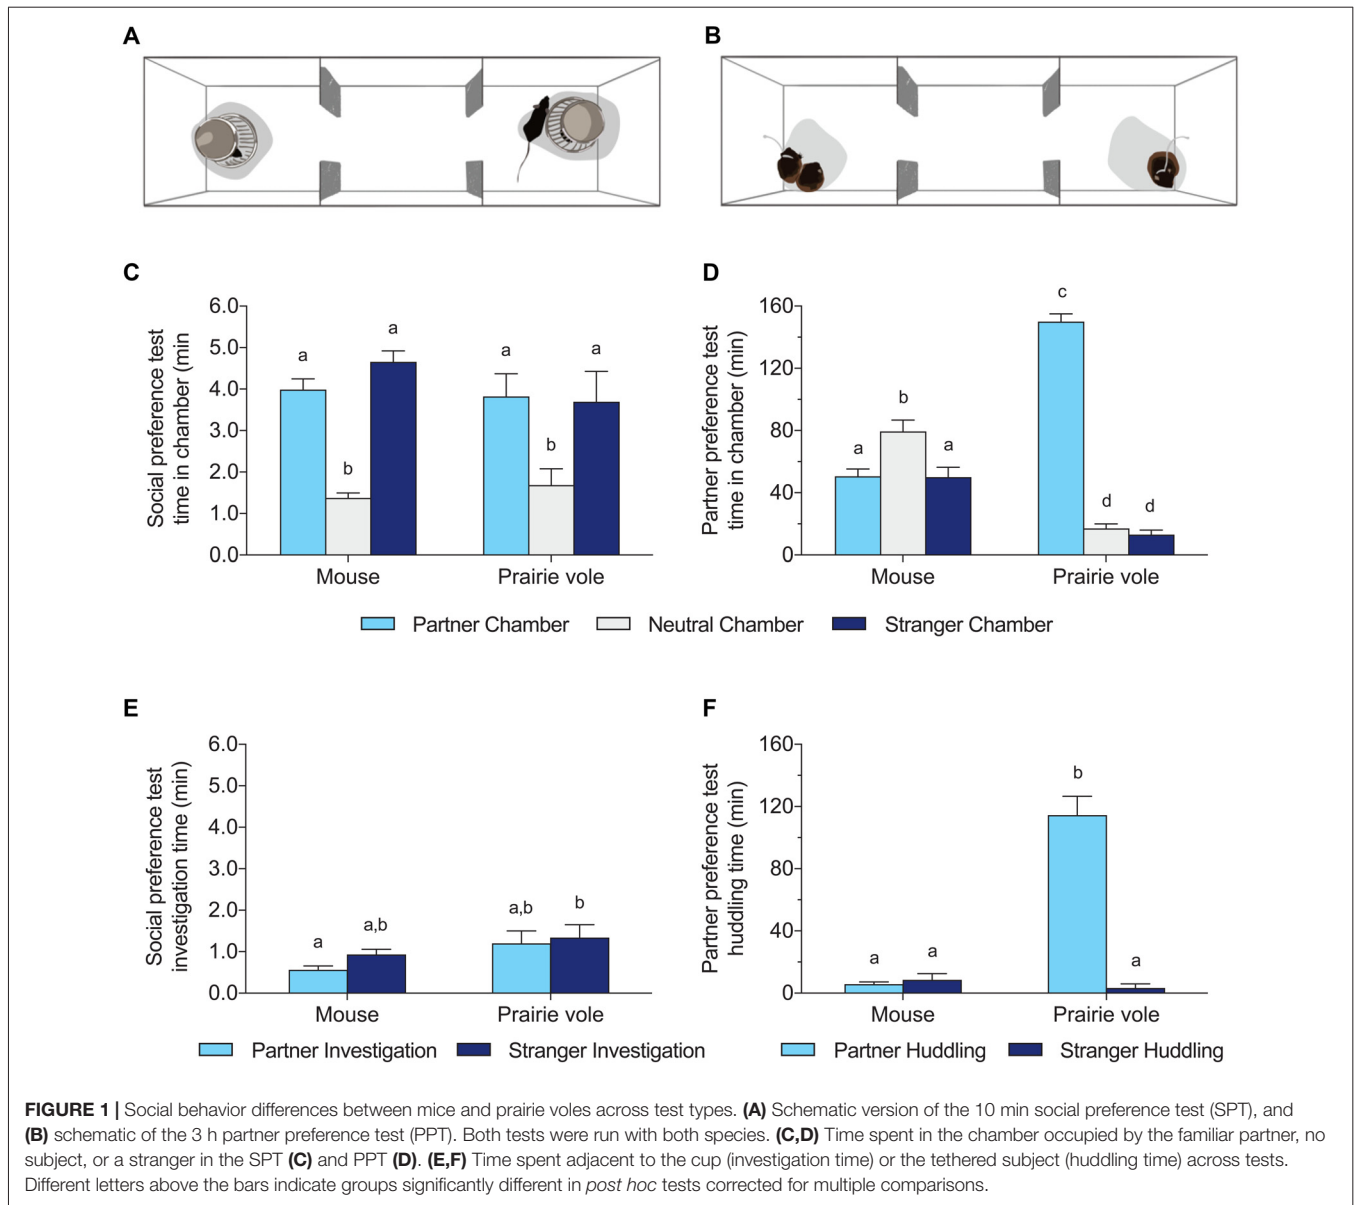 A
B
C
D
6.0
5.0
4.0
3.0
2.0
1.0
0.0
Social preference test
time in chamber (min
a
b
a
a
b
a
Mouse
Prairie vole
160
120
80
40
0
Partner preference test
time in chamber (min)
a
b
a
c
d
d
Mouse
Prairie vole
Partner Chamber
Neutral Chamber
Stranger Chamber
E
F
6.0
5.0
4.0
3.0
2.0
1.0
0.0
Social preference test
investigation time (min)
a
a,b
a,b
b
Mouse
Prairie vole
Partner Investigation
Stranger Investigation
160
120
80
40
0
Partner preference test
huddling time (min)
a
a
b
a
Mouse
Prairie vole
Partner Huddling
Stranger Huddling
FIGURE 1 | Social behavior differences between mice and prairie voles across test types. (A) Schematic version of the 10 min social preference test (SPT), and
(B) schematic of the 3 h partner preference test (PPT). Both tests were run with both species. (C,D) Time spent in the chamber occupied by the familiar partner, no
subject, or a stranger in the SPT (C) and PPT (D). (E,F) Time spent adjacent to the cup (investigation time) or the tethered subject (huddling time) across tests.
Different letters above the bars indicate groups significantly different in post hoc tests corrected for multiple comparisons.